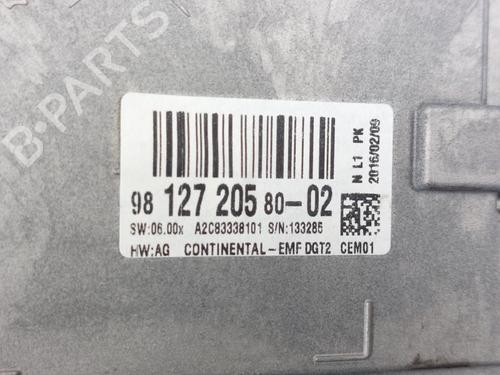 B-PARTS
98 127 205 80-02
SW:06.00x A2C83338101 S/N:133285
HW:AG CONTINENTAL-EMF DGT2 CEM01
N L1 PK
2016/02/09